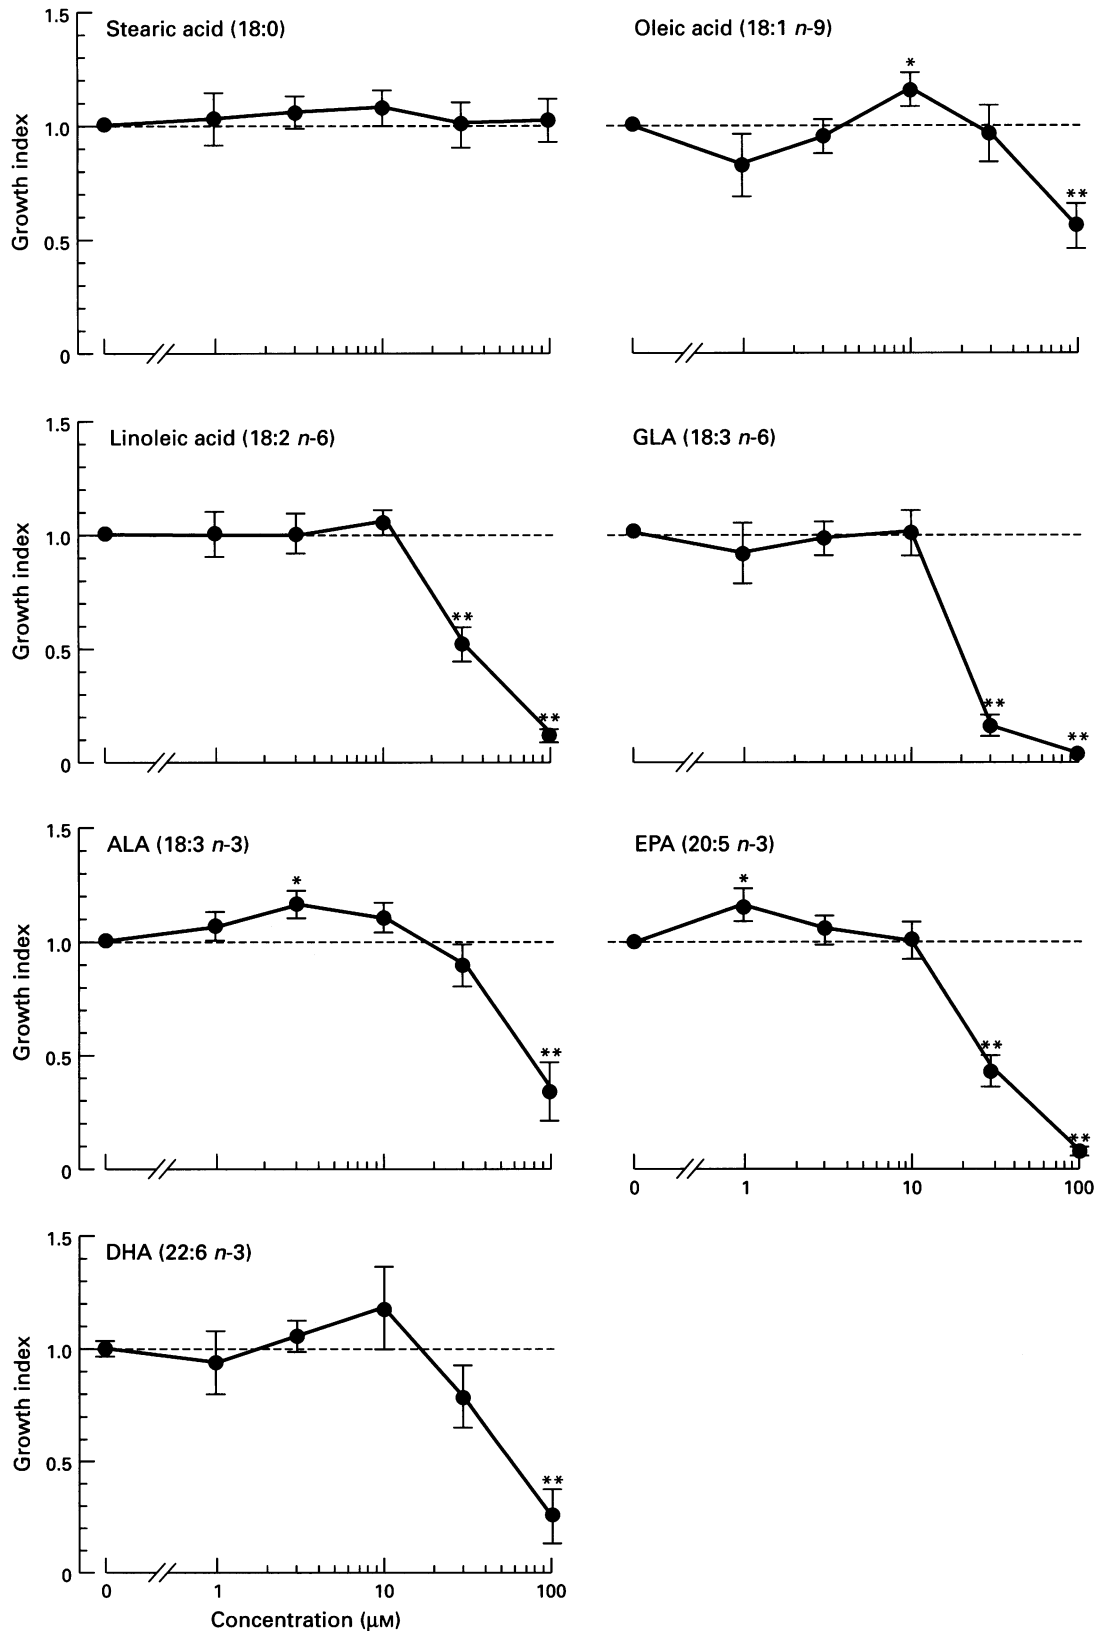 Stearic acid (18:0)
1.5
1.0
0.5
0
Growth index
Oleic acid (18:1 n-9)
*
**
Linoleic acid (18:2 n-6)
1.5
1.0
0.5
0
Growth index
**
**
GLA (18:3 n-6)
**
**
ALA (18:3 n-3)
1.5
1.0
0.5
0
Growth index
*
**
EPA (20:5 n-3)
*
**
**
0 1 10 100
DHA (22:6 n-3)
1.5
1.0
0.5
0
Growth index
**
0 1 10 100
Concentration (μM)